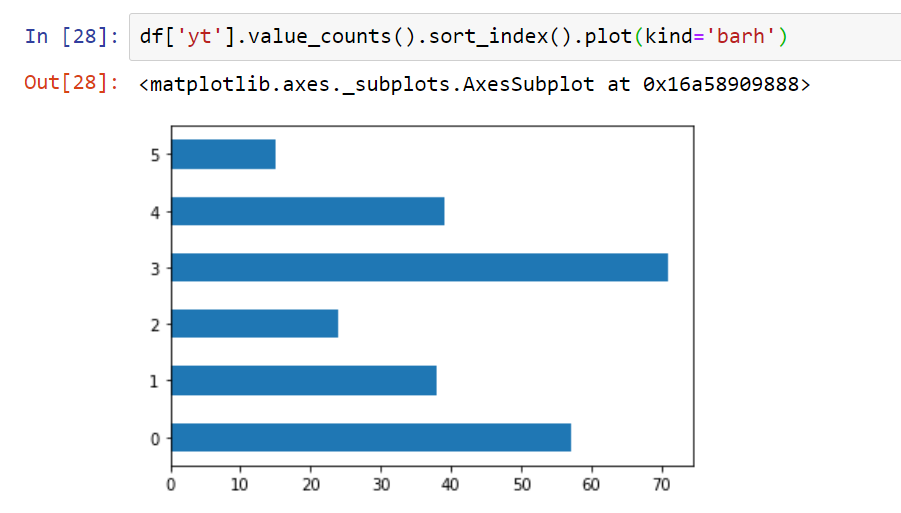 In [28]: df['yt'].value_counts().sort_index().plot(kind='barh')
Out[28]: <matplotlib.axes._subplots.AxesSubplot at 0x16a58909888>
5
4
3
2
1
0
0 10 20 30 40 50 60 70